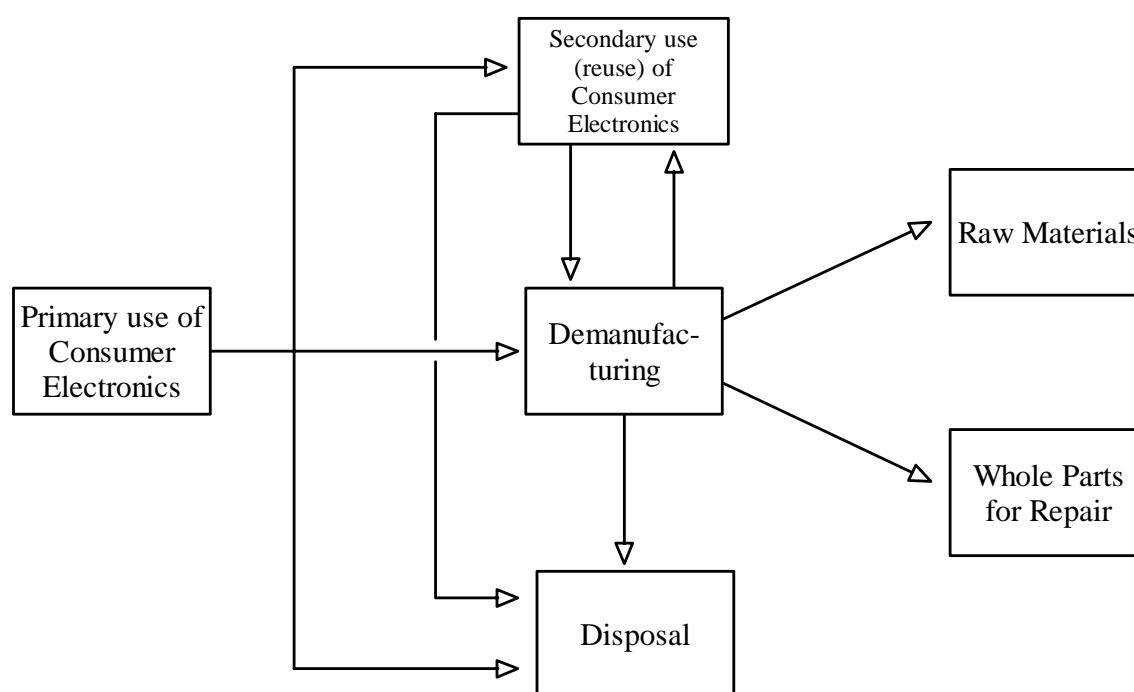 Secondary use
(reuse) of
Consumer
Electronics
Raw Materials
Primary use of
Consumer
Electronics
Demanufac-
turing
Whole Parts
for Repair
Disposal